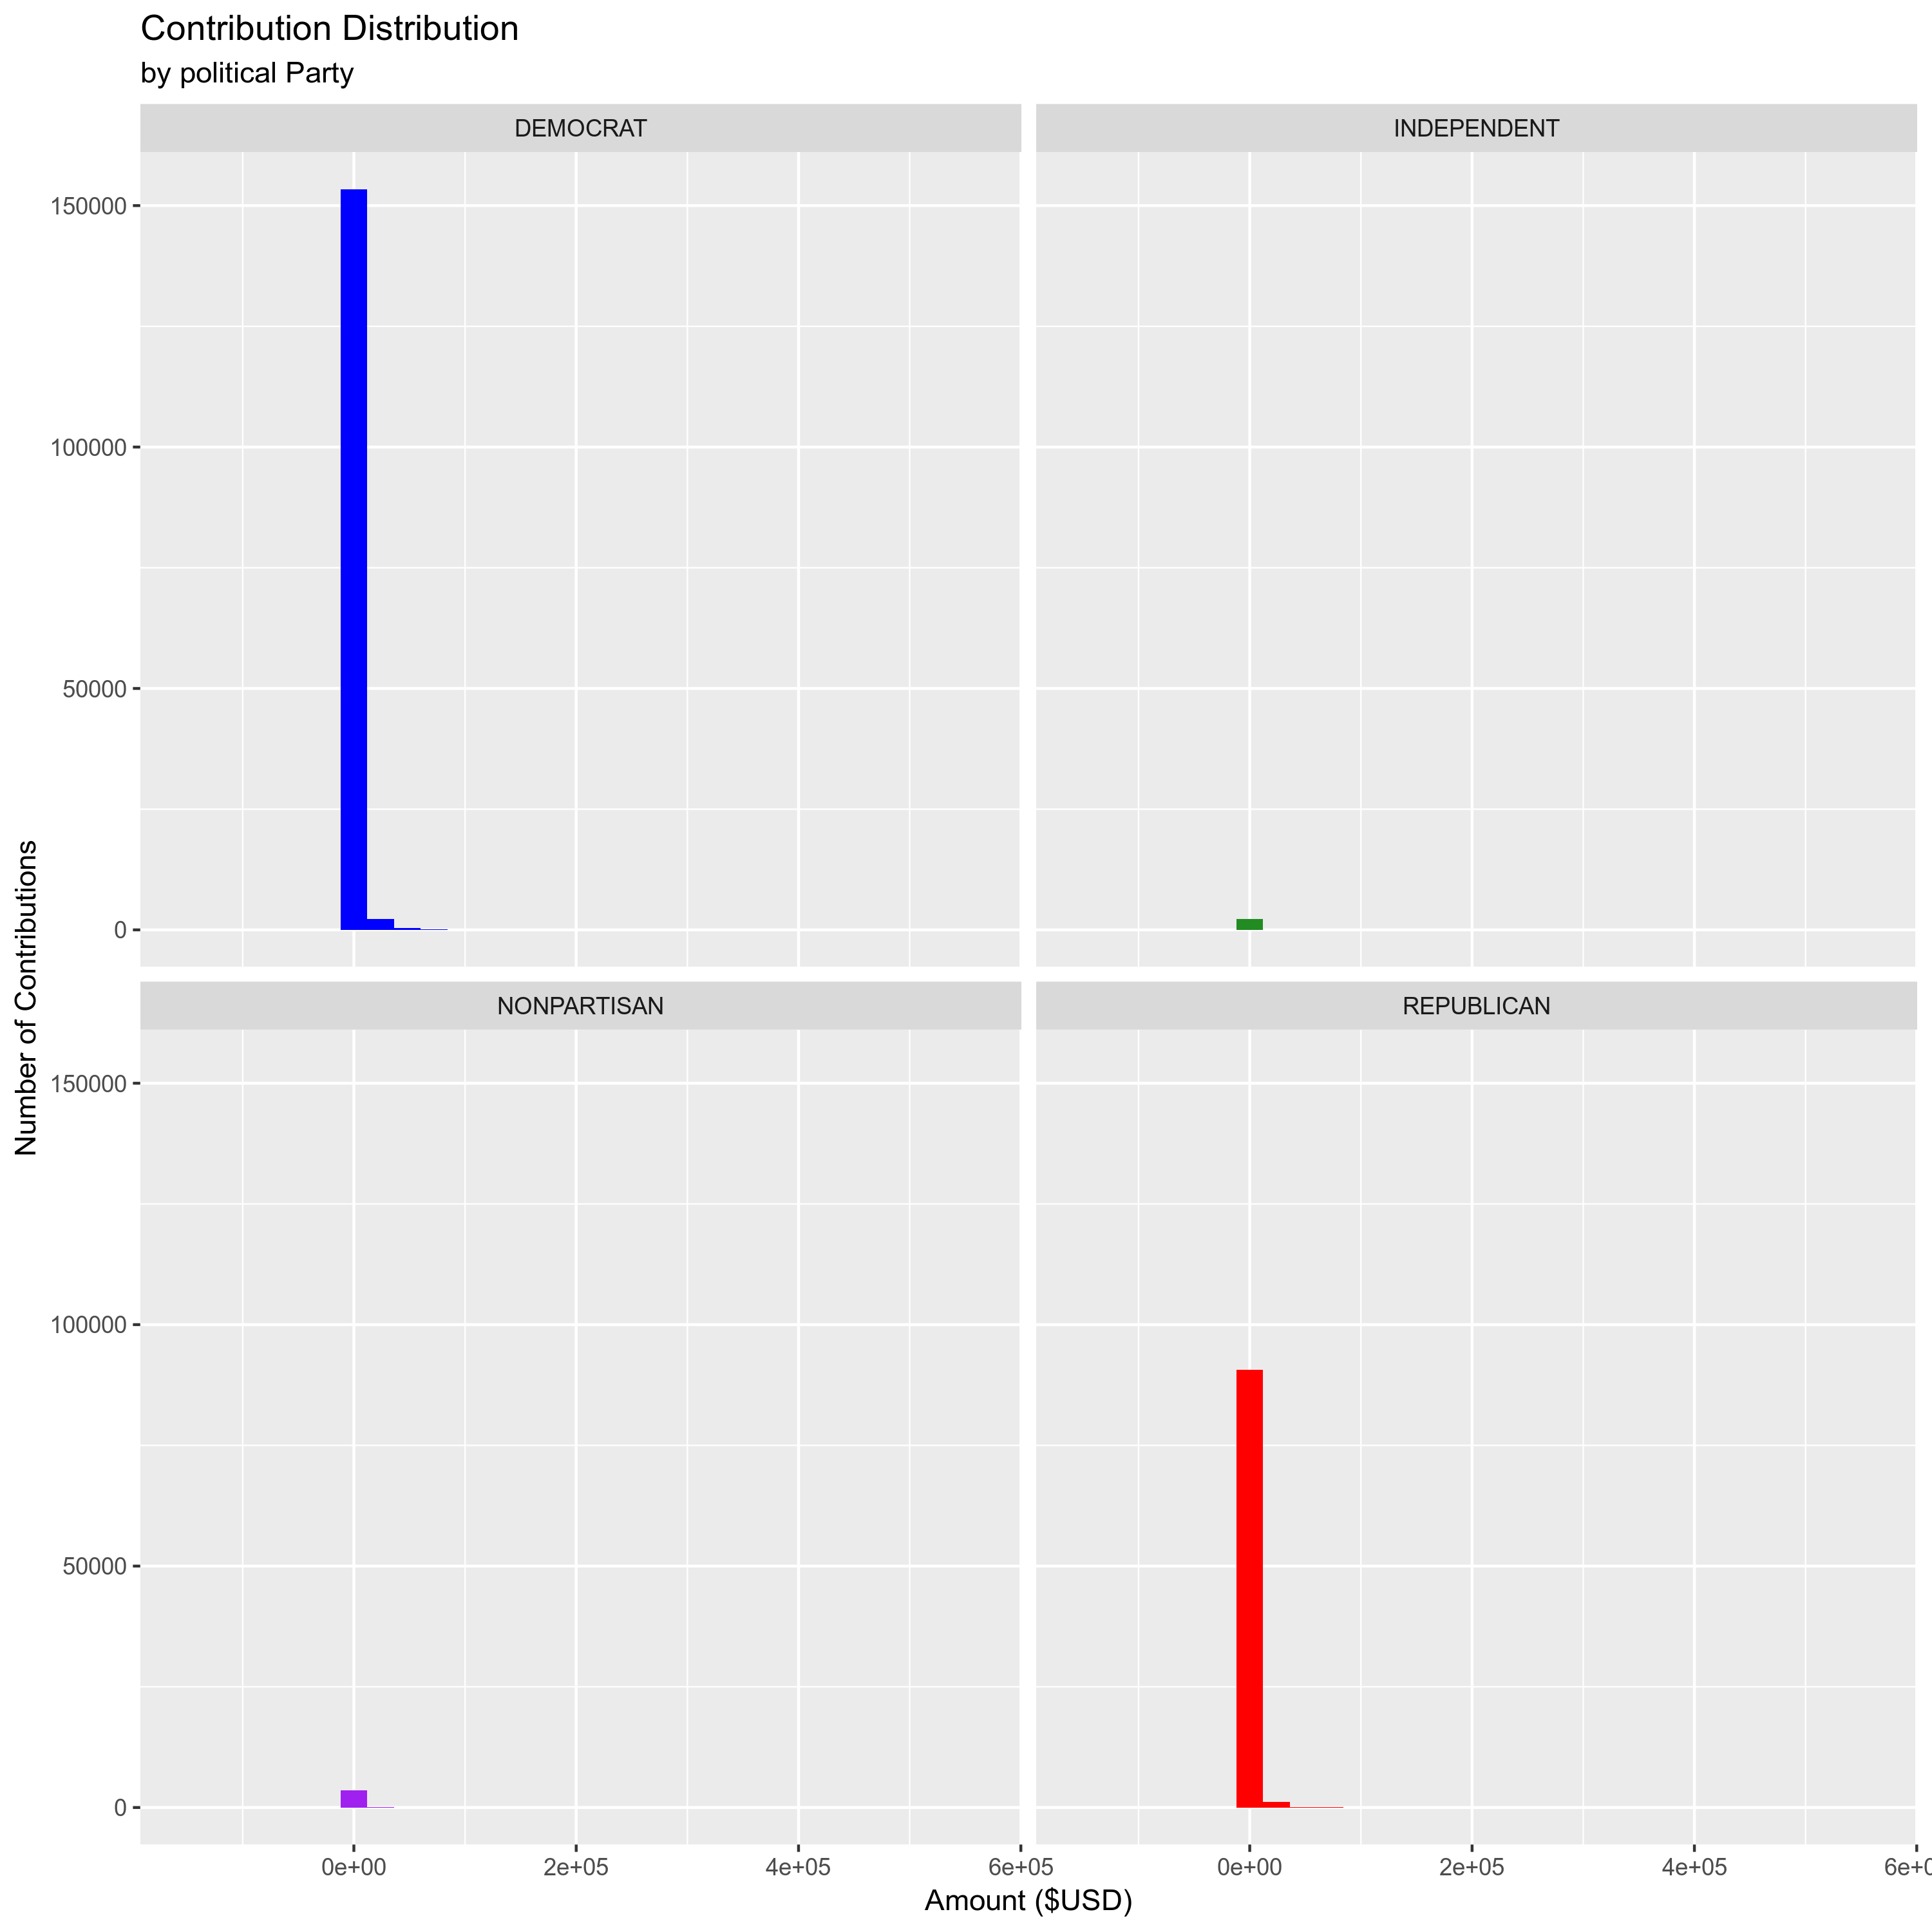 Contribution Distribution
by political Party
DEMOCRAT
INDEPENDENT
150000
100000
50000
0
NONPARTISAN
REPUBLICAN
150000
100000
50000
0
Number of Contributions
0e+00 2e+05 4e+05 6e+05
0e+00 2e+05 4e+05
Amount ($USD)